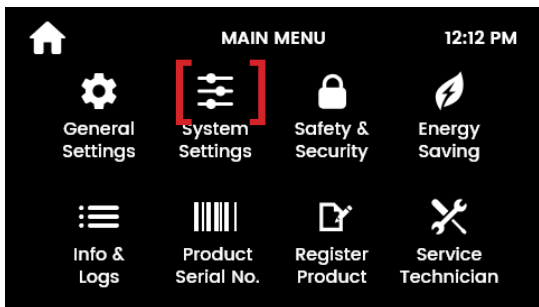 MAIN MENU 12:12 PM
General Settings
System Settings
Safety & Security
Energy Saving
Info & Logs
Product Serial No.
Register Product
Service Technician